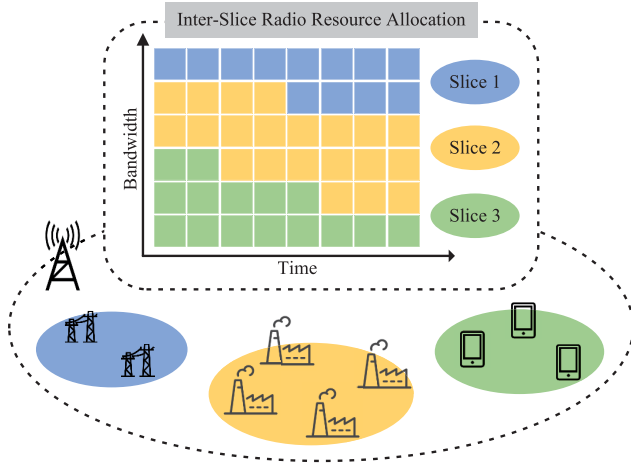 Inter-Slice Radio Resource Allocation
Bandwidth
Slice 1
Slice 2
Slice 3
Time